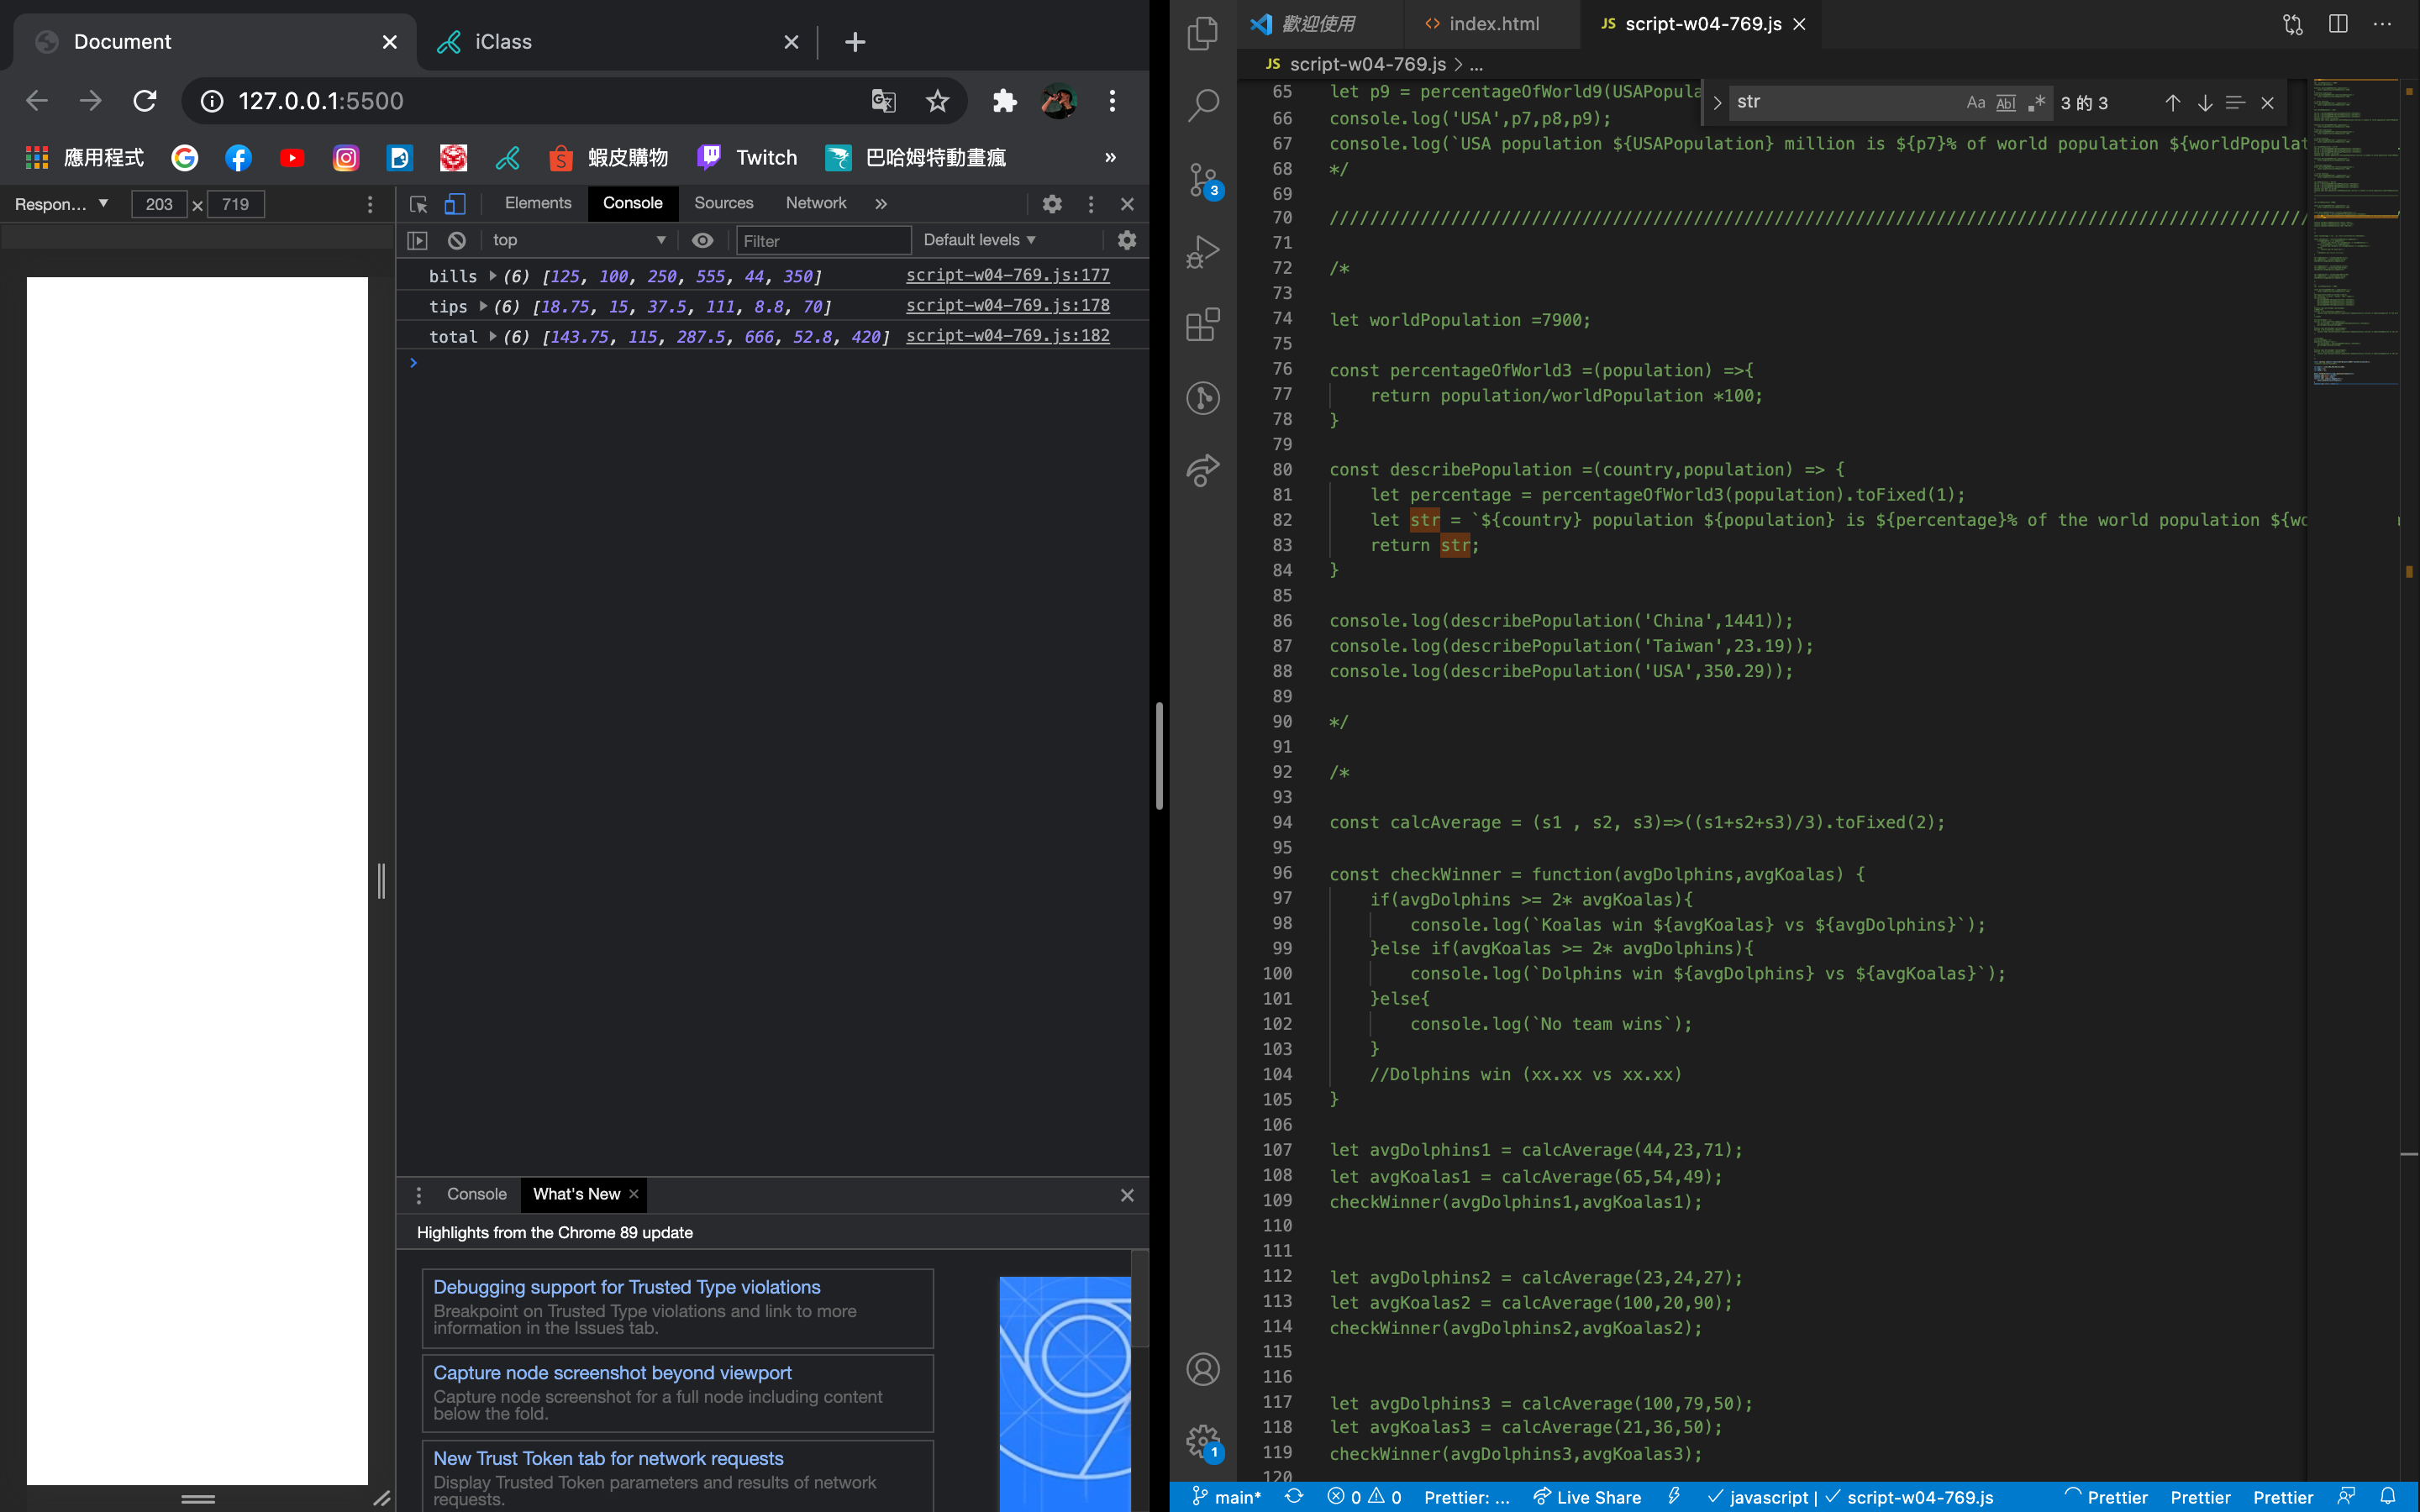 Document
iClass
127.0.0.1:5500
應用程式
蝦皮購物
Twitch
巴哈姆特動畫瘋
»
Respon... ▼ 203 × 719
Elements Console Sources Network »
top ▼ Filter Default levels ▼
bills ▶(6) [125, 100, 250, 555, 44, 350] script-w04-769.js:177
tips ▶(6) [18.75, 15, 37.5, 111, 8.8, 70] script-w04-769.js:178
total ▶(6) [143.75, 115, 287.5, 666, 52.8, 420] script-w04-769.js:182
Console What's New
Highlights from the Chrome 89 update
Debugging support for Trusted Type violations
Breakpoint on Trusted Type violations and link to more
information in the Issues tab.
Capture node screenshot beyond viewport
Capture node screenshot for a full node including content
below the fold.
New Trust Token tab for network requests
Display Trusted Token parameters and results of network
requests.
3
1
歡迎使用 index.html JS script-w04-769.js
JS script-w04-769.js > ...
str Aa Abl .* 3 的 3
65 let p9 = percentageOfWorld9(USAPopula
66 console.log('USA',p7,p8,p9);
67 console.log(`USA population ${USAPopulation} million is ${p7}% of world population ${worldPopulat
68 */
69
70 /////////////////////////////////////////////////////////////////////////////////////////////////
71
72 /*
73
74 let worldPopulation =7900;
75
76 const percentageOfWorld3 =(population) =>{
77 return population/worldPopulation *100;
78 }
79
80 const describePopulation =(country,population) => {
81 let percentage = percentageOfWorld3(population).toFixed(1);
82 let str = `${country} population ${population} is ${percentage}% of the world population ${wo
83 return str;
84 }
85
86 console.log(describePopulation('China',1441));
87 console.log(describePopulation('Taiwan',23.19));
88 console.log(describePopulation('USA',350.29));
89
90 */
91
92 /*
93
94 const calcAverage = (s1 , s2, s3)=>((s1+s2+s3)/3).toFixed(2);
95
96 const checkWinner = function(avgDolphins,avgKoalas) {
97 if(avgDolphins >= 2* avgKoalas){
98 console.log(`Koalas win ${avgKoalas} vs ${avgDolphins}`);
99 }else if(avgKoalas >= 2* avgDolphins){
100 console.log(`Dolphins win ${avgDolphins} vs ${avgKoalas}`);
101 }else{
102 console.log(`No team wins`);
103 }
104 //Dolphins win (xx.xx vs xx.xx)
105 }
106
107 let avgDolphins1 = calcAverage(44,23,71);
108 let avgKoalas1 = calcAverage(65,54,49);
109 checkWinner(avgDolphins1,avgKoalas1);
110
111
112 let avgDolphins2 = calcAverage(23,24,27);
113 let avgKoalas2 = calcAverage(100,20,90);
114 checkWinner(avgDolphins2,avgKoalas2);
115
116
117 let avgDolphins3 = calcAverage(100,79,50);
118 let avgKoalas3 = calcAverage(21,36,50);
119 checkWinner(avgDolphins3,avgKoalas3);
120
main* 0 0 Prettier: ... Live Share javascript | script-w04-769.js Prettier Prettier Prettier